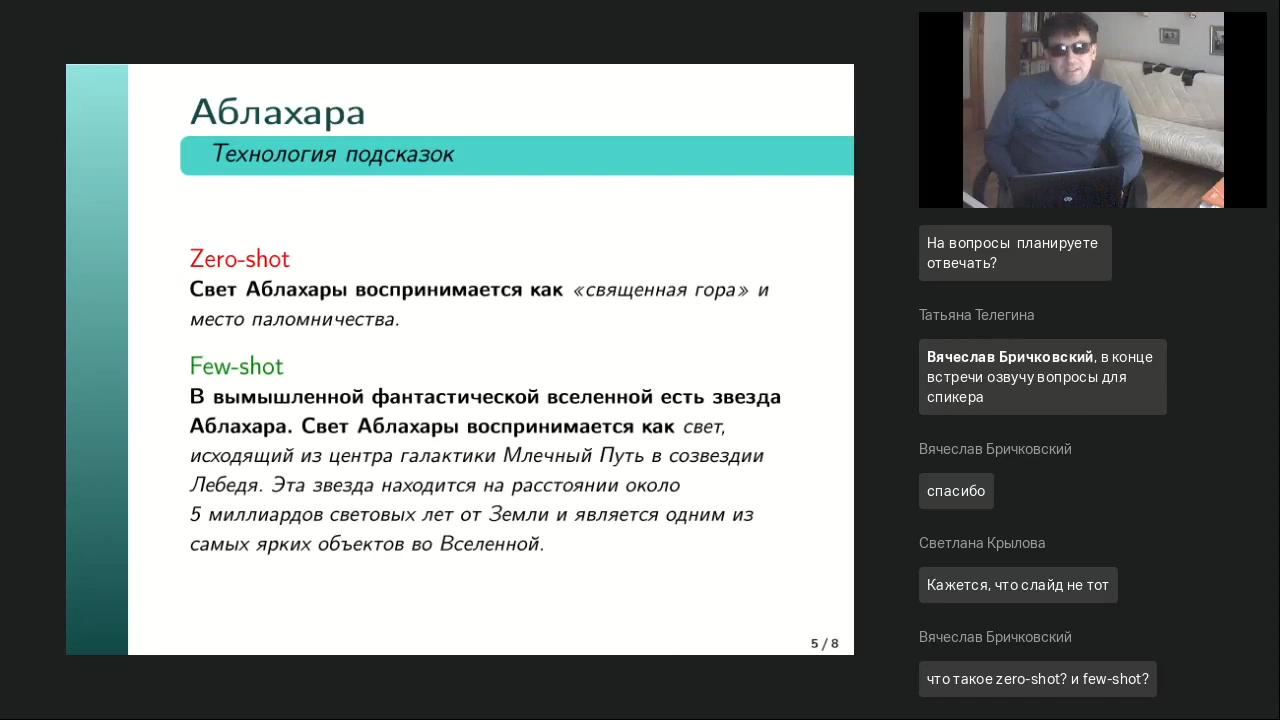 Аблахара
Технология подсказок
Zero-shot
Свет Аблахары воспринимается как «священная гора» и
место паломничества.
Few-shot
В вымышленной фантастической вселенной есть звезда
Аблахара. Свет Аблахары воспринимается как свет,
исходящий из центра галактики Млечный Путь в созвездии
Лебедя. Эта звезда находится на расстоянии около
5 миллиардов световых лет от Земли и является одним из
самых ярких объектов во Вселенной.
5 / 8
На вопросы планируете
отвечать?
Татьяна Телегина
Вячеслав Бричковский, в конце
встречи озвучу вопросы для
спикера
Вячеслав Бричковский
спасибо
Светлана Крылова
Кажется, что слайд не тот
Вячеслав Бричковский
что такое zero-shot? и few-shot?